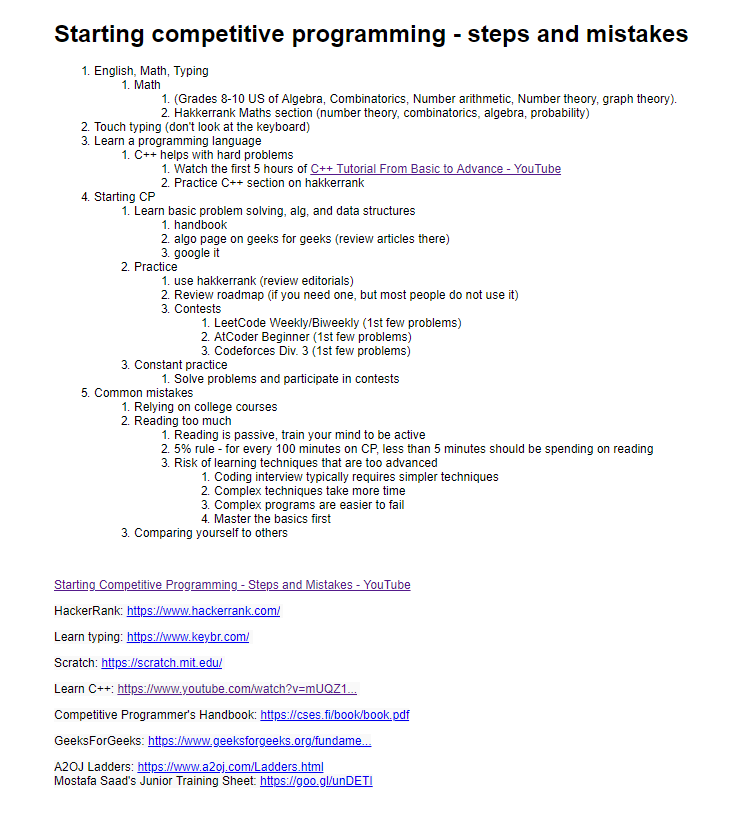 Starting competitive programming - steps and mistakes
1. English, Math, Typing
1. Math
1. (Grades 8-10 US of Algebra, Combinatorics, Number arithmetic, Number theory, graph theory).
2. Hakkerrank Maths section (number theory, combinatorics, algebra, probability)
2. Touch typing (don't look at the keyboard)
3. Learn a programming language
1. C++ helps with hard problems
1. Watch the first 5 hours of C++ Tutorial From Basic to Advance - YouTube
2. Practice C++ section on hakkerrank
4. Starting CP
1. Learn basic problem solving, alg, and data structures
1. handbook
2. algo page on geeks for geeks (review articles there)
3. google it
2. Practice
1. use hakkerrank (review editorials)
2. Review roadmap (if you need one, but most people do not use it)
3. Contests
1. LeetCode Weekly/Biweekly (1st few problems)
2. AtCoder Beginner (1st few problems)
3. Codeforces Div. 3 (1st few problems)
3. Constant practice
1. Solve problems and participate in contests
5. Common mistakes
1. Relying on college courses
2. Reading too much
1. Reading is passive, train your mind to be active
2. 5% rule - for every 100 minutes on CP, less than 5 minutes should be spending on reading
3. Risk of learning techniques that are too advanced
1. Coding interview typically requires simpler techniques
2. Complex techniques take more time
3. Complex programs are easier to fail
4. Master the basics first
3. Comparing yourself to others
Starting Competitive Programming - Steps and Mistakes - YouTube
HackerRank: https://www.hackerrank.com/
Learn typing: https://www.keybr.com/
Scratch: https://scratch.mit.edu/
Learn C++: https://www.youtube.com/watch?v=mUQZ1...
Competitive Programmer's Handbook: https://cses.fi/book/book.pdf
GeeksForGeeks: https://www.geeksforgeeks.org/fundame...
A2OJ Ladders: https://www.a2oj.com/Ladders.html
Mostafa Saad's Junior Training Sheet: https://goo.gl/unDETI